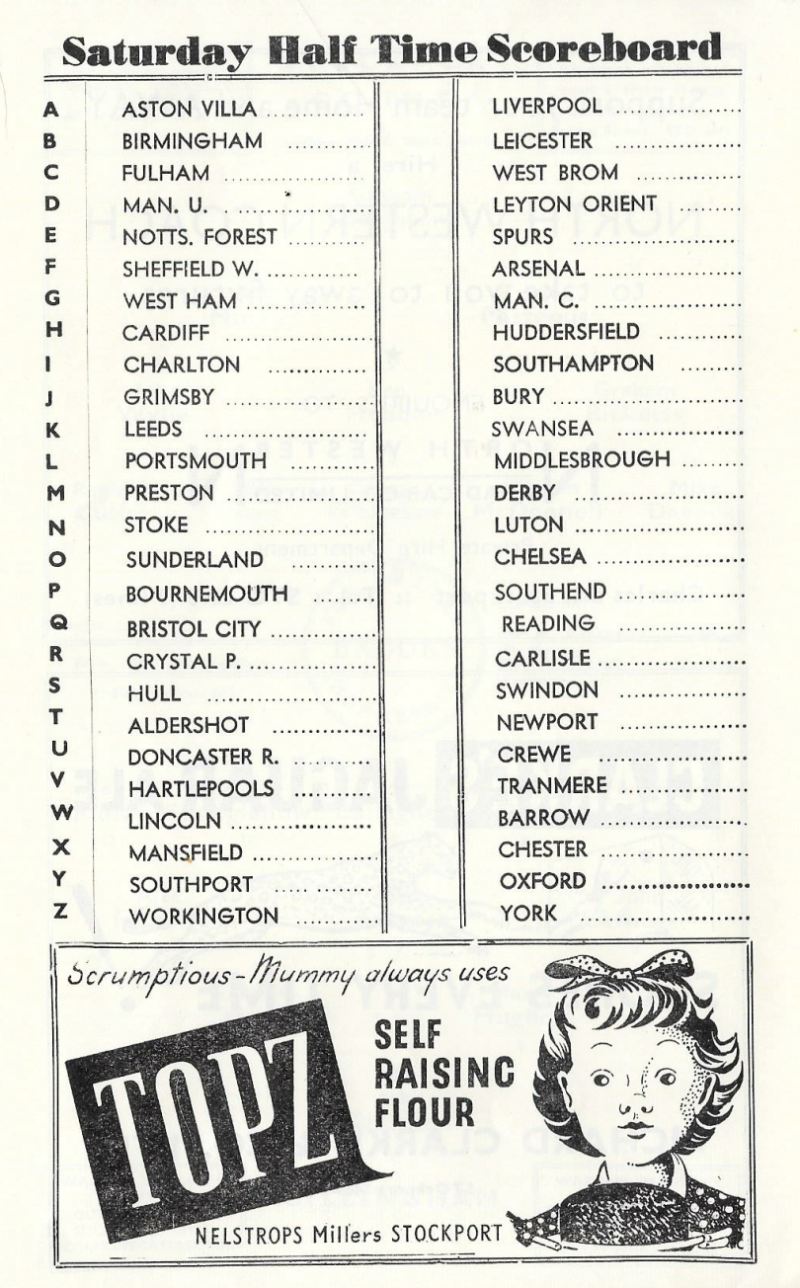 Saturday Half Time Scoreboard
A ASTON VILLA .................. LIVERPOOL ..................
B BIRMINGHAM .................. LEICESTER ..................
C FULHAM .................. WEST BROM ..................
D MAN. U. .................. LEYTON ORIENT ..................
E NOTTS. FOREST .................. SPURS ..................
F SHEFFIELD W. .................. ARSENAL ..................
G WEST HAM .................. MAN. C. ..................
H CARDIFF .................. HUDDERSFIELD ..................
I CHARLTON .................. SOUTHAMPTON ..................
J GRIMSBY .................. BURY ..................
K LEEDS .................. SWANSEA ..................
L PORTSMOUTH .................. MIDDLESBROUGH ..................
M PRESTON .................. DERBY ..................
N STOKE .................. LUTON ..................
O SUNDERLAND .................. CHELSEA ..................
P BOURNEMOUTH .................. SOUTHEND ..................
Q BRISTOL CITY .................. READING ..................
R CRYSTAL P. .................. CARLISLE ..................
S HULL .................. SWINDON ..................
T ALDERSHOT .................. NEWPORT ..................
U DONCASTER R. .................. CREWE ..................
V HARTLEPOOLS .................. TRANMERE ..................
W LINCOLN .................. BARROW ..................
X MANSFIELD .................. CHESTER ..................
Y SOUTHPORT .................. OXFORD ..................
Z WORKINGTON .................. YORK ..................
Scrumptious-Mummy always uses
TOPZ
SELF
RAISING
FLOUR
NELSTROPS Millers STOCKPORT